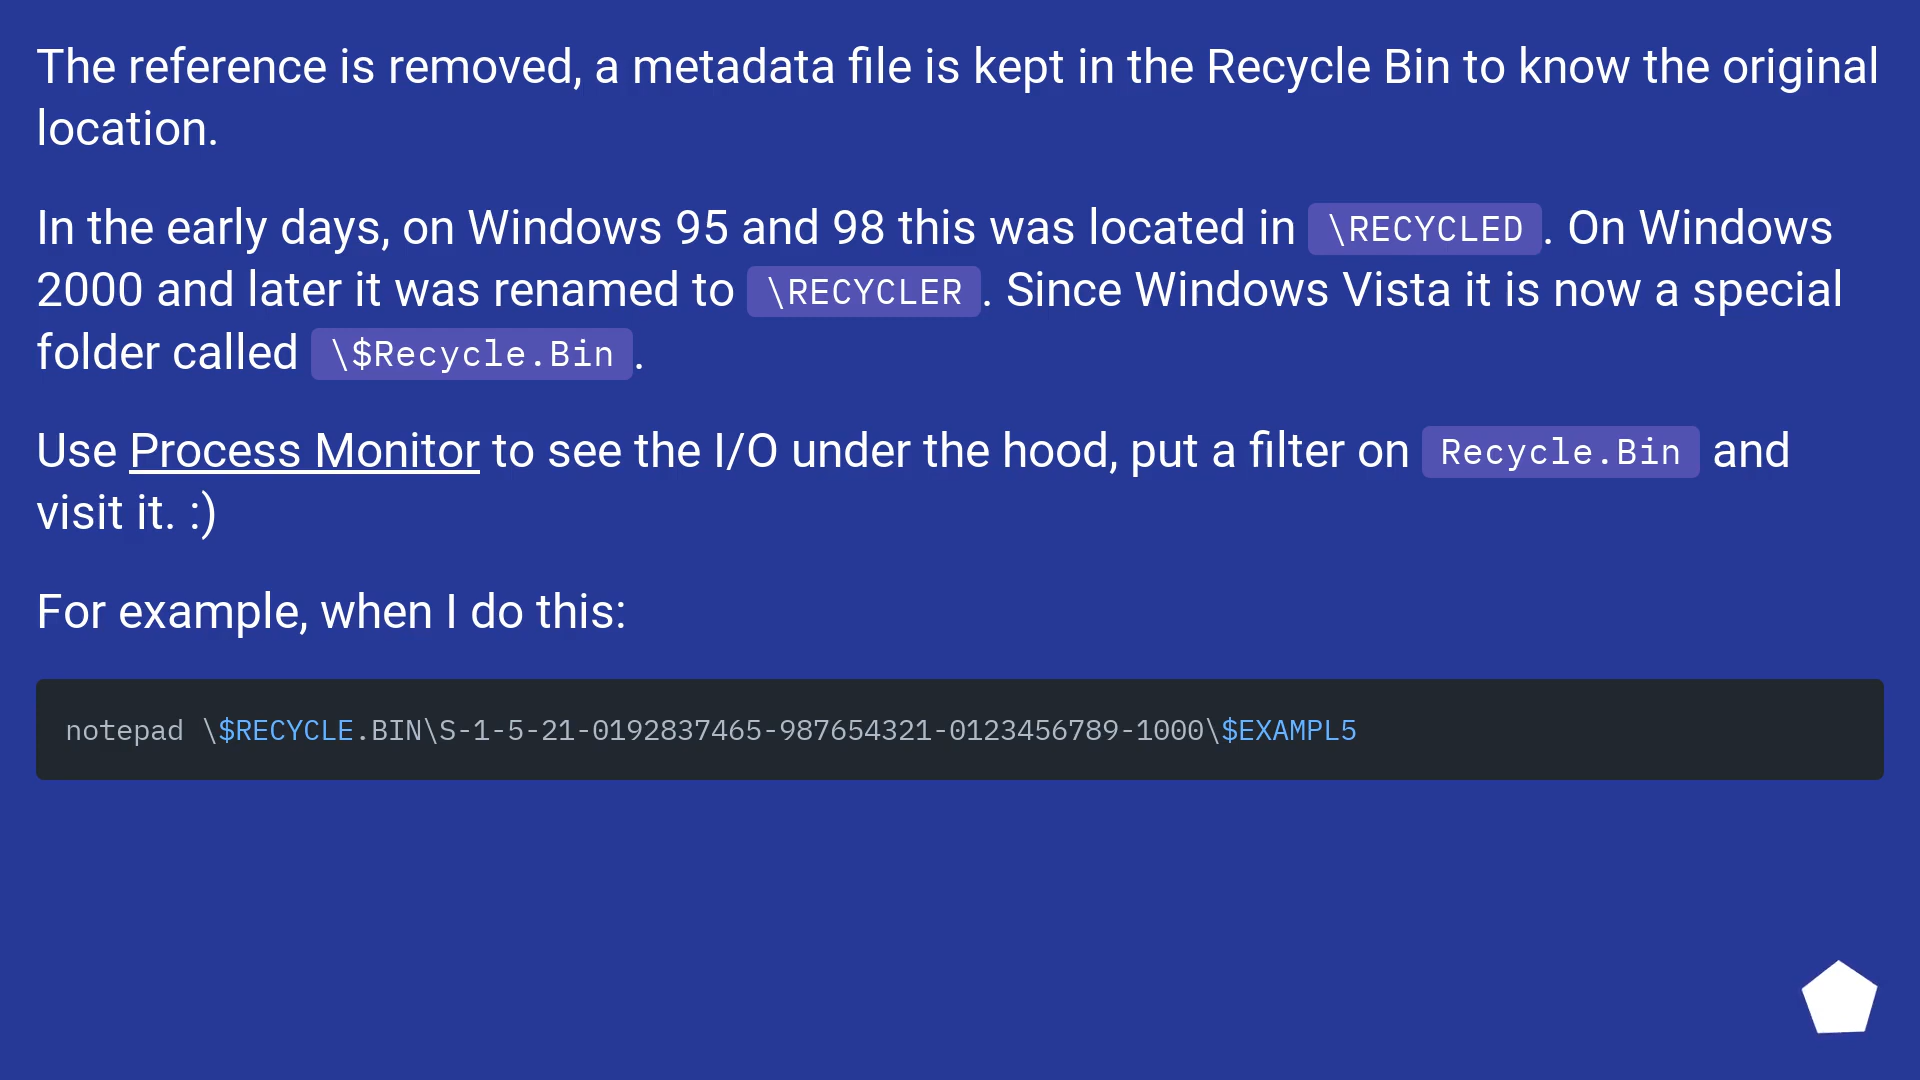 The reference is removed, a metadata file is kept in the Recycle Bin to know the original
location.
In the early days, on Windows 95 and 98 this was located in \RECYCLED. On Windows
2000 and later it was renamed to \RECYCLER. Since Windows Vista it is now a special
folder called \$Recycle.Bin.
Use Process Monitor to see the I/O under the hood, put a filter on Recycle.Bin and
visit it. :)
For example, when I do this:
notepad \$RECYCLE.BIN\S-1-5-21-0192837465-987654321-0123456789-1000\$EXAMPL5